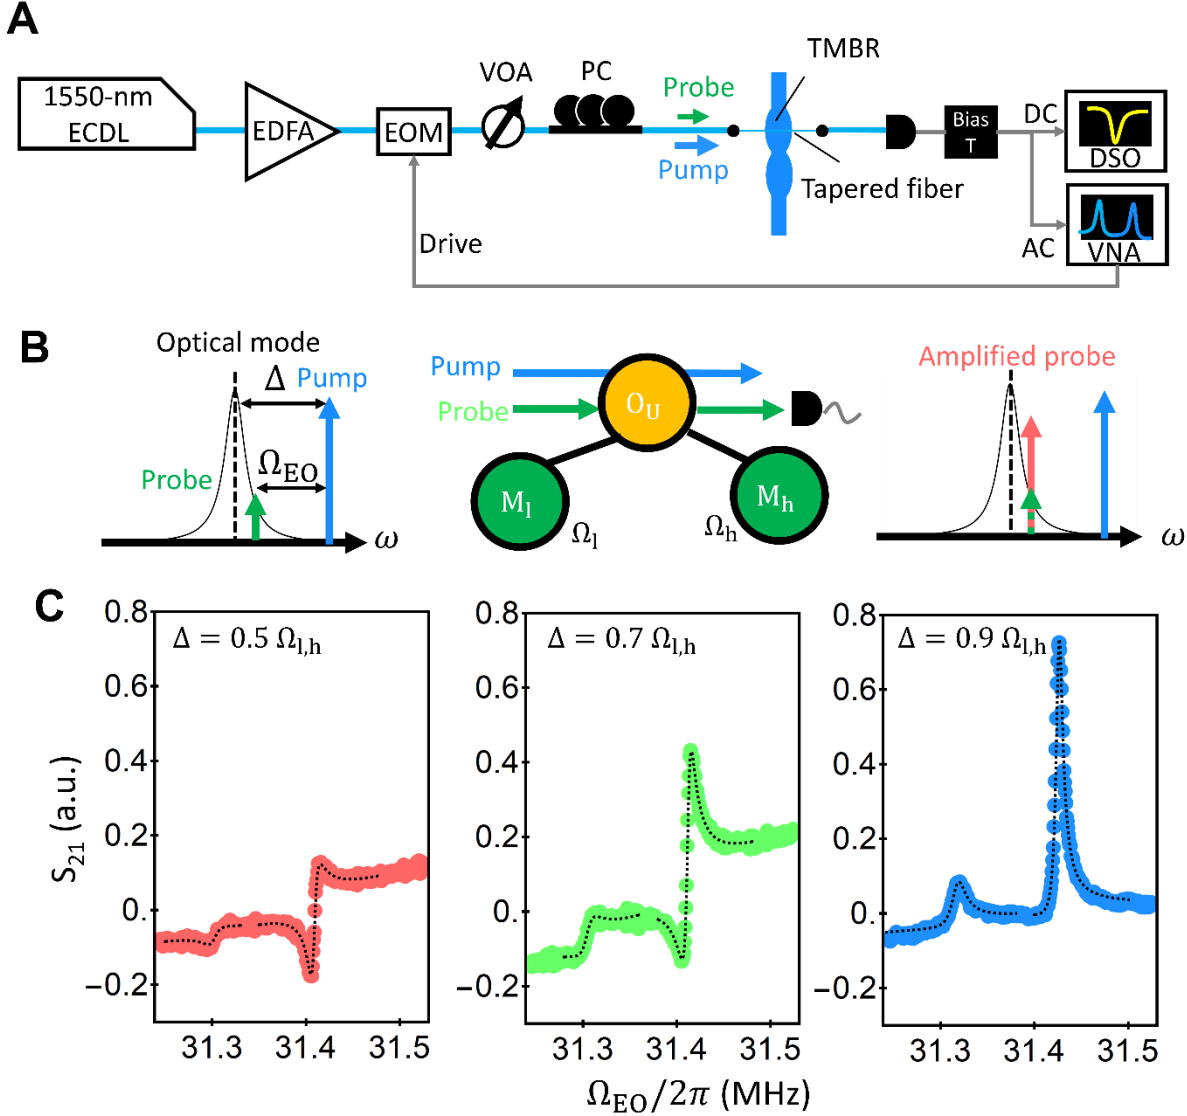 A
1550-nm
ECDL
EDFA
EOM
VOA
PC
Probe
Pump
TMBR
Tapered fiber
Bias
T
DC
DSO
AC
VNA
Drive
B
Optical mode
Δ
Pump
Probe
Ω_EO
ω
Pump
Probe
O_U
M_l
Ω_l
M_h
Ω_h
Amplified probe
ω
C
S₂₁ (a.u.)
Δ = 0.5 Ω_l,h
0.8
0.6
0.4
0.2
0.
−0.2
31.3 31.4 31.5
Δ = 0.7 Ω_l,h
0.8
0.6
0.4
0.2
0.
−0.2
31.3 31.4 31.5
Δ = 0.9 Ω_l,h
0.8
0.6
0.4
0.2
0.
−0.2
31.3 31.4 31.5
Ω_EO/2π (MHz)